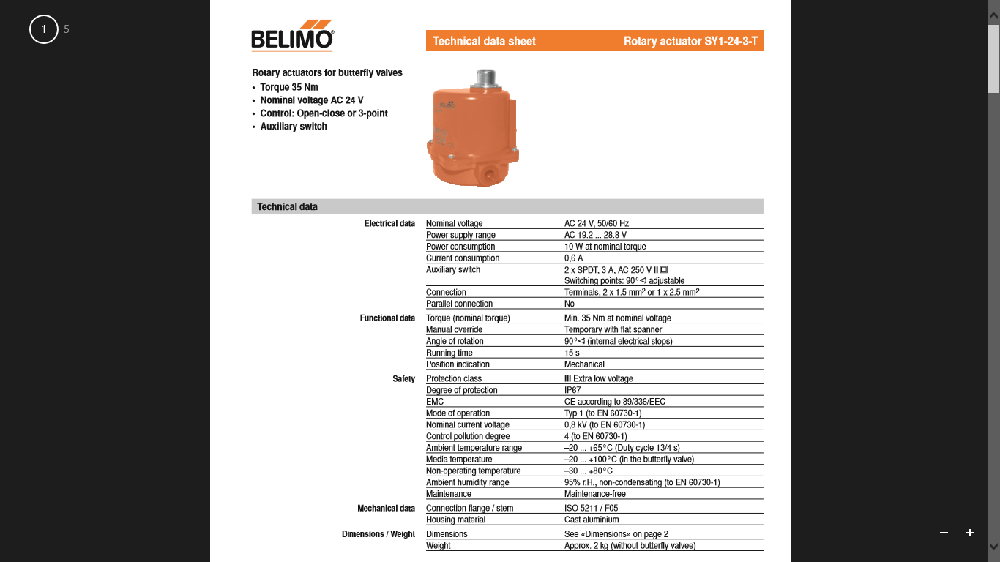 1 5
BELIMO®
Technical data sheet Rotary actuator SY1-24-3-T
Rotary actuators for butterfly valves
• Torque 35 Nm
• Nominal voltage AC 24 V
• Control: Open-close or 3-point
• Auxiliary switch
BELIMO
Technical data
Electrical data Nominal voltage AC 24 V, 50/60 Hz
Power supply range AC 19.2 ... 28.8 V
Power consumption 10 W at nominal torque
Current consumption 0,6 A
Auxiliary switch 2 x SPDT, 3 A, AC 250 V II
Switching points: 90° adjustable
Connection Terminals, 2 x 1.5 mm² or 1 x 2.5 mm²
Parallel connection No
Functional data Torque (nominal torque) Min. 35 Nm at nominal voltage
Manual override Temporary with flat spanner
Angle of rotation 90° (internal electrical stops)
Running time 15 s
Position indication Mechanical
Safety Protection class III Extra low voltage
Degree of protection IP67
EMC CE according to 89/336/EEC
Mode of operation Typ 1 (to EN 60730-1)
Nominal current voltage 0,8 kV (to EN 60730-1)
Control pollution degree 4 (to EN 60730-1)
Ambient temperature range –20 ... +65°C (Duty cycle 13/4 s)
Media temperature –20 ... +100°C (in the butterfly valve)
Non-operating temperature –30 ... +80°C
Ambient humidity range 95% r.H., non-condensating (to EN 60730-1)
Maintenance Maintenance-free
Mechanical data Connection flange / stem ISO 5211 / F05
Housing material Cast aluminium
Dimensions / Weight Dimensions See «Dimensions» on page 2
Weight Approx. 2 kg (without butterfly valvee)